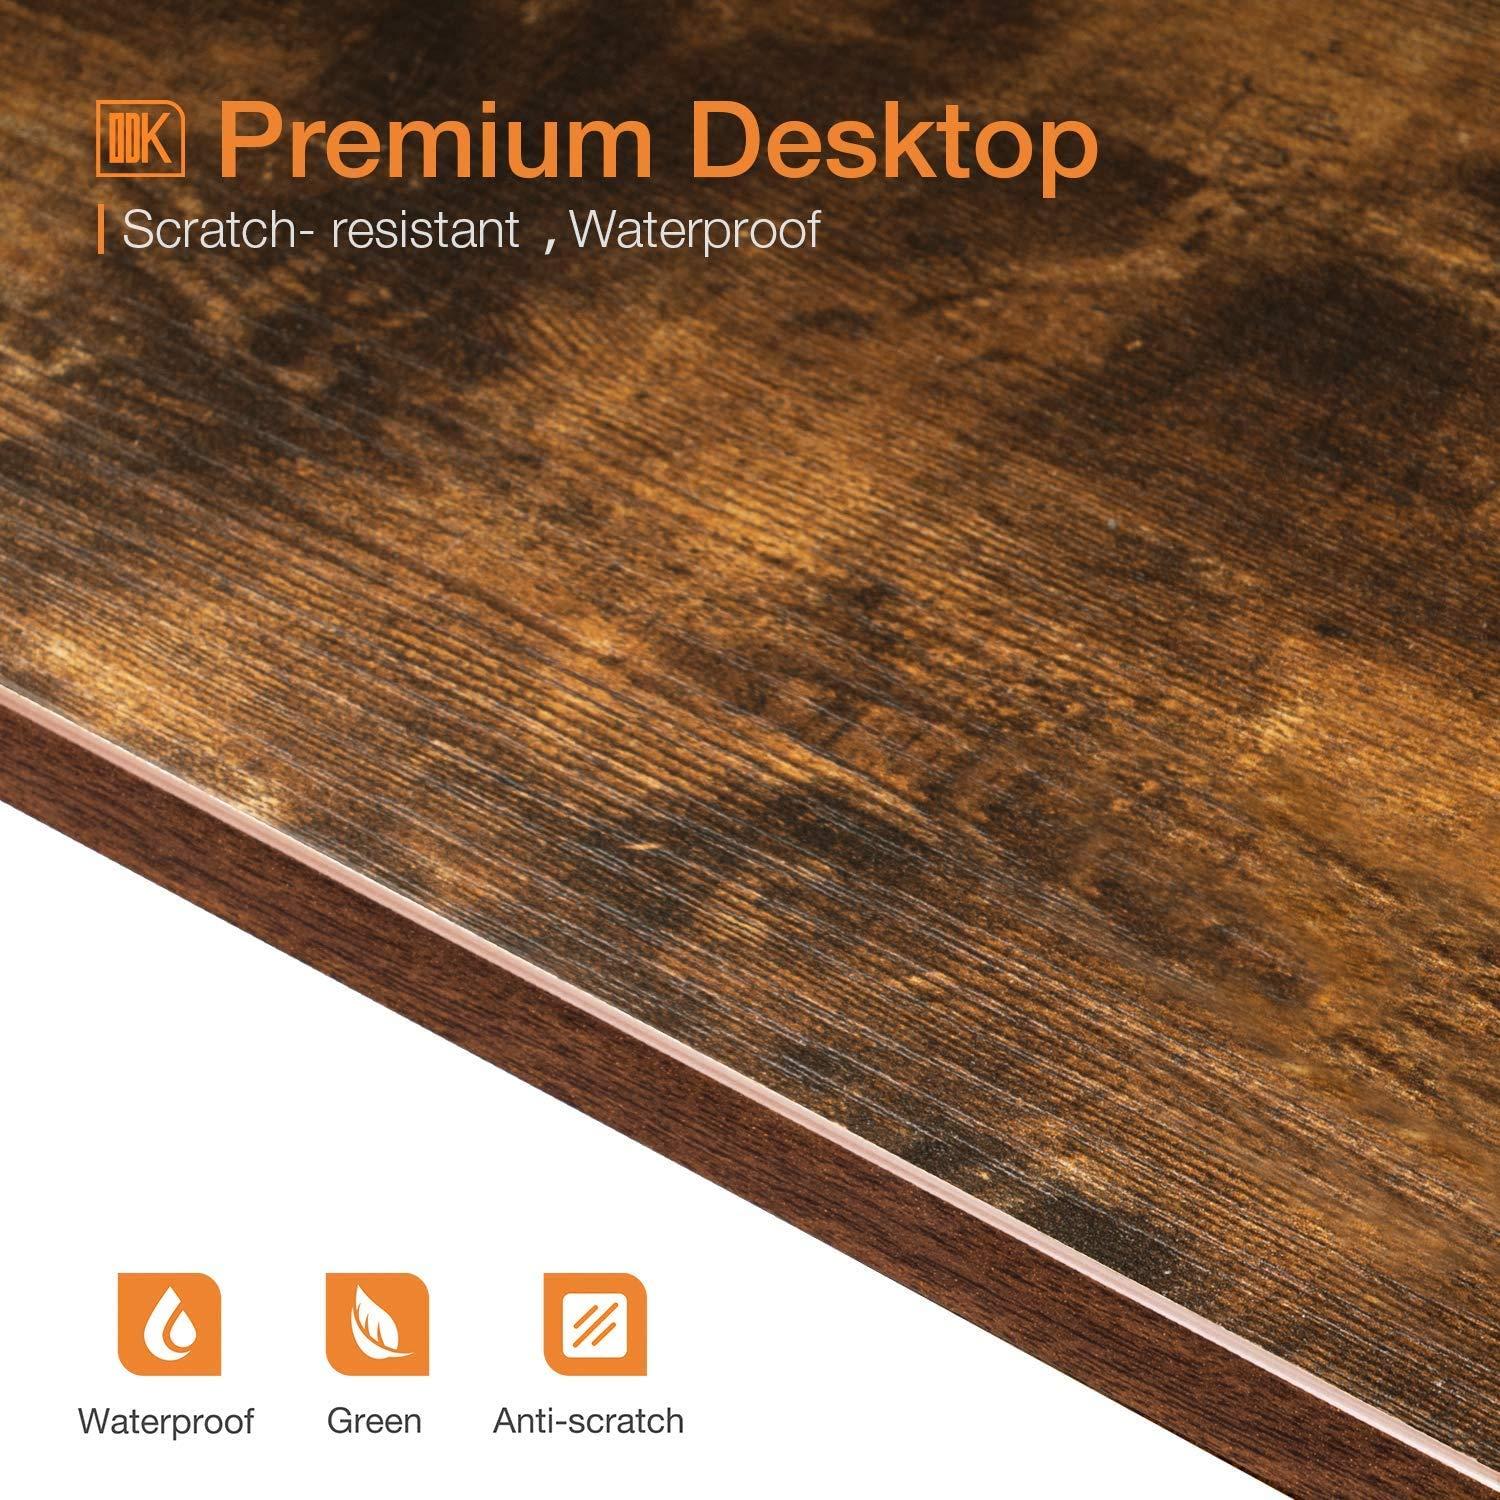 ODK Premium Desktop
Scratch- resistant , Waterproof
Waterproof Green Anti-scratch